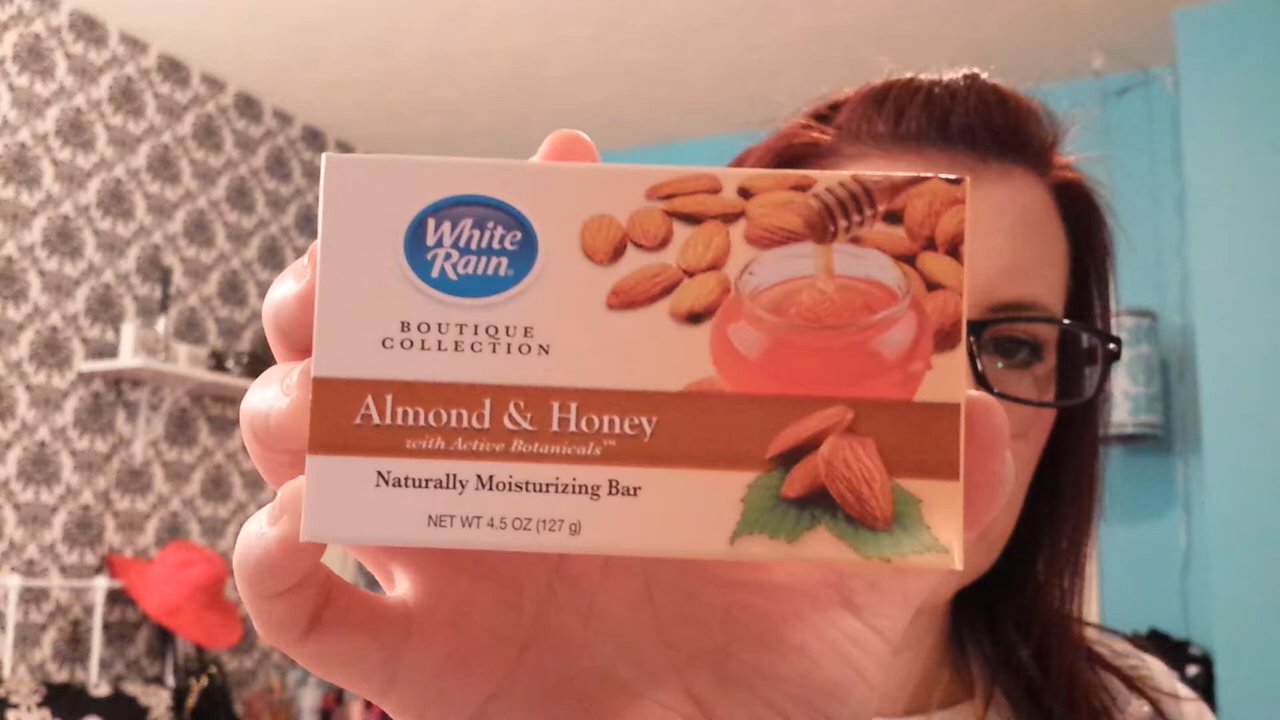 White
Rain®
BOUTIQUE
COLLECTION
Almond & Honey
with Active Botanicals™
Naturally Moisturizing Bar
NET WT 4.5 OZ (127 g)